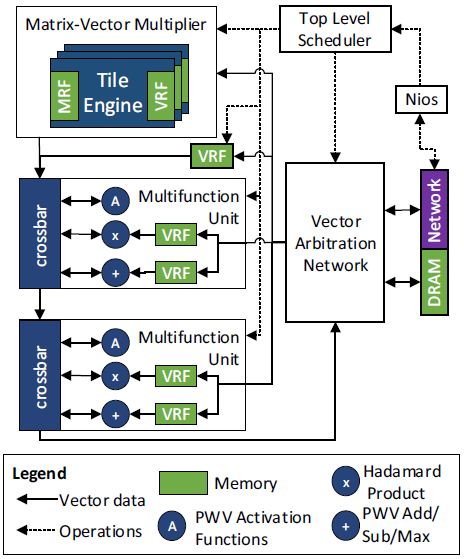 Matrix-Vector Multiplier
Tile
Engine
MRF
VRF
Top Level
Scheduler
Nios
VRF
Network
DRAM
Vector
Arbitration
Network
crossbar
Multifunction
Unit
A
x
VRF
+
VRF
crossbar
Multifunction
Unit
A
x
VRF
+
VRF
Legend
Vector data
Operations
Memory
A
PWV Activation
Functions
x
Hadamard
Product
+
PWV Add/
Sub/Max